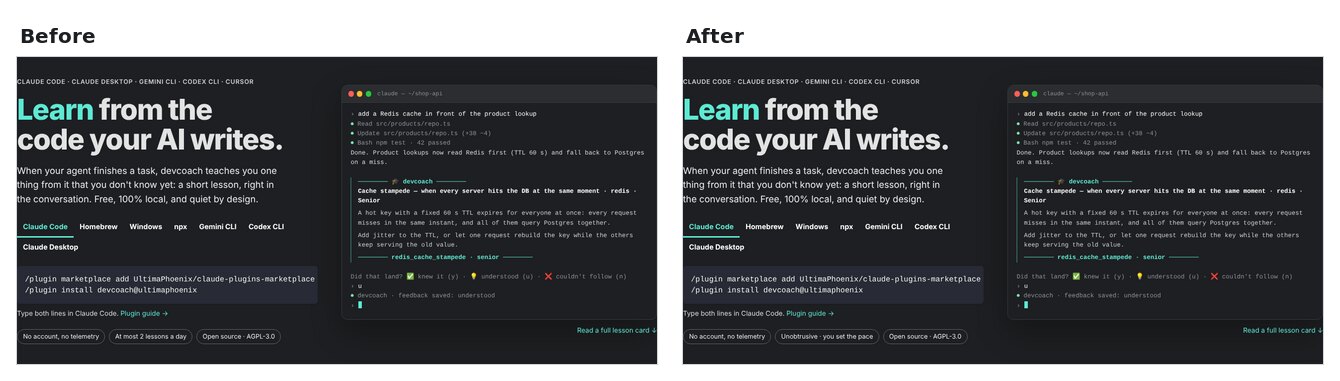 Before
CLAUDE CODE · CLAUDE DESKTOP · GEMINI CLI · CODEX CLI · CURSOR
Learn from the
code your AI writes.
When your agent finishes a task, devcoach teaches you one
thing from it that you don't know yet: a short lesson, right in
the conversation. Free, 100% local, and quiet by design.
Claude Code Homebrew Windows npx Gemini CLI Codex CLI
Claude Desktop
/plugin marketplace add UltimaPhoenix/claude-plugins-marketplace
/plugin install devcoach@ultimaphoenix
Type both lines in Claude Code. Plugin guide →
No account, no telemetry At most 2 lessons a day Open source · AGPL-3.0
claude — ~/shop-api
› add a Redis cache in front of the product lookup
● Read src/products/repo.ts
● Update src/products/repo.ts (+38 −4)
● Bash npm test · 42 passed
Done. Product lookups now read Redis first (TTL 60 s) and fall back to Postgres
on a miss.
🎓 devcoach
Cache stampede — when every server hits the DB at the same moment · redis ·
Senior
A hot key with a fixed 60 s TTL expires for everyone at once: every request
misses in the same instant, and all of them query Postgres together.
Add jitter to the TTL, or let one request rebuild the key while the others
keep serving the old value.
redis_cache_stampede · senior
Did that land? ✅ knew it (y) · 💡 understood (u) · ❌ couldn't follow (n)
› u
● devcoach · feedback saved: understood
›
Read a full lesson card ↓
After
CLAUDE CODE · CLAUDE DESKTOP · GEMINI CLI · CODEX CLI · CURSOR
Learn from the
code your AI writes.
When your agent finishes a task, devcoach teaches you one
thing from it that you don't know yet: a short lesson, right in
the conversation. Free, 100% local, and quiet by design.
Claude Code Homebrew Windows npx Gemini CLI Codex CLI
Claude Desktop
/plugin marketplace add UltimaPhoenix/claude-plugins-marketplace
/plugin install devcoach@ultimaphoenix
Type both lines in Claude Code. Plugin guide →
No account, no telemetry Unobtrusive · you set the pace Open source · AGPL-3.0
claude — ~/shop-api
› add a Redis cache in front of the product lookup
● Read src/products/repo.ts
● Update src/products/repo.ts (+38 −4)
● Bash npm test · 42 passed
Done. Product lookups now read Redis first (TTL 60 s) and fall back to Postgres
on a miss.
🎓 devcoach
Cache stampede — when every server hits the DB at the same moment · redis ·
Senior
A hot key with a fixed 60 s TTL expires for everyone at once: every request
misses in the same instant, and all of them query Postgres together.
Add jitter to the TTL, or let one request rebuild the key while the others
keep serving the old value.
redis_cache_stampede · senior
Did that land? ✅ knew it (y) · 💡 understood (u) · ❌ couldn't follow (n)
› u
● devcoach · feedback saved: understood
›
Read a full lesson card ↓